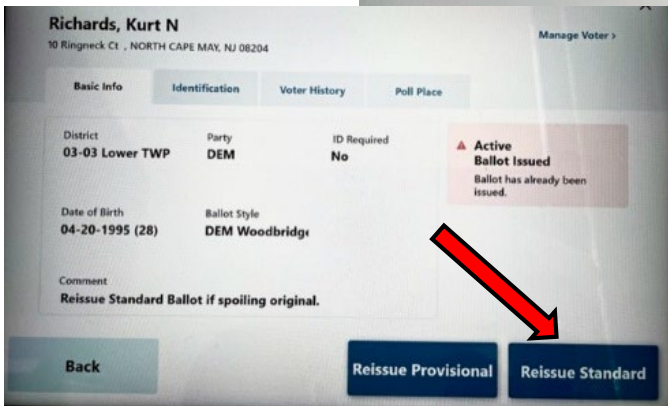 Richards, Kurt N
10 Ringneck Ct , NORTH CAPE MAY, NJ 08204
Manage Voter ›
Basic Info Identification Voter History Poll Place
District Party ID Required
03-03 Lower TWP DEM No
Active
Ballot Issued
Ballot has already been
issued.
Date of Birth Ballot Style
04-20-1995 (28) DEM Woodbridge
Comment
Reissue Standard Ballot if spoiling original.
Back Reissue Provisional Reissue Standard